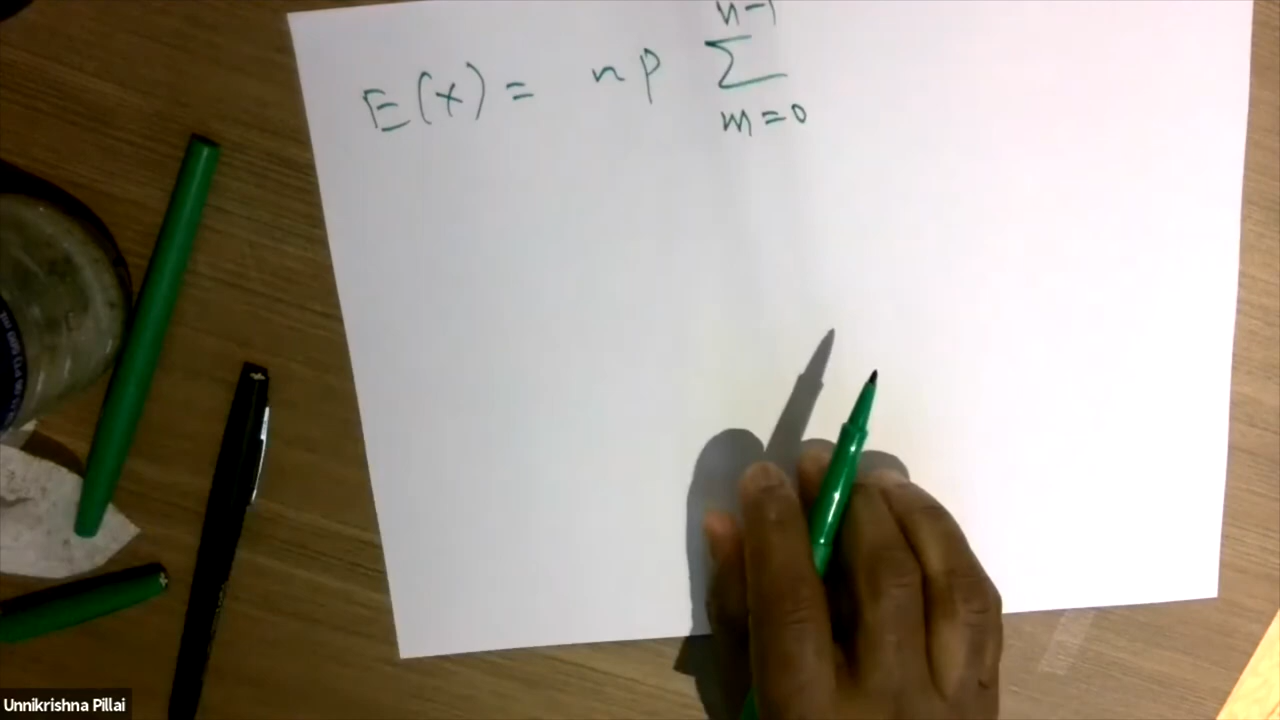 E(x) = np ∑
n-1
m=0
Unnikrishna Pillai